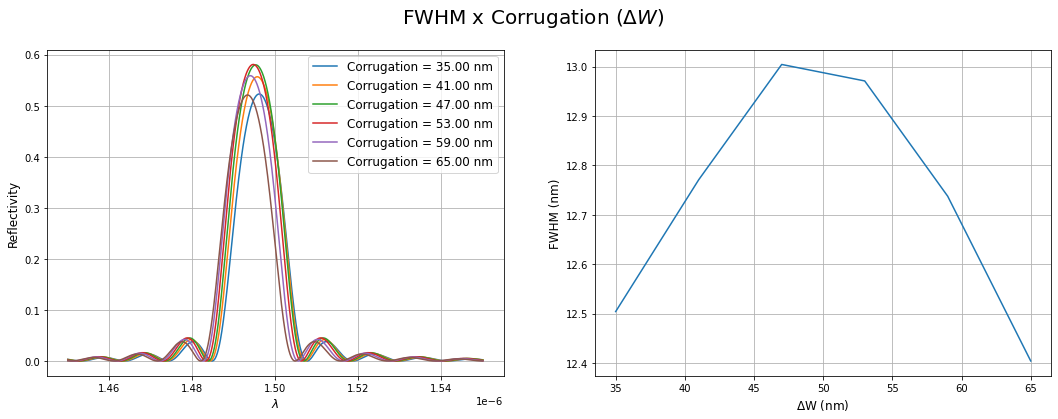 FWHM x Corrugation (ΔW)
0.6
0.5
0.4
0.3
0.2
0.1
0.0
Reflectivity
1.46
1.48
1.50
1.52
1.54
λ
1e−6
Corrugation = 35.00 nm
Corrugation = 41.00 nm
Corrugation = 47.00 nm
Corrugation = 53.00 nm
Corrugation = 59.00 nm
Corrugation = 65.00 nm
13.0
12.9
12.8
12.7
12.6
12.5
12.4
FWHM (nm)
35
40
45
50
55
60
65
ΔW (nm)